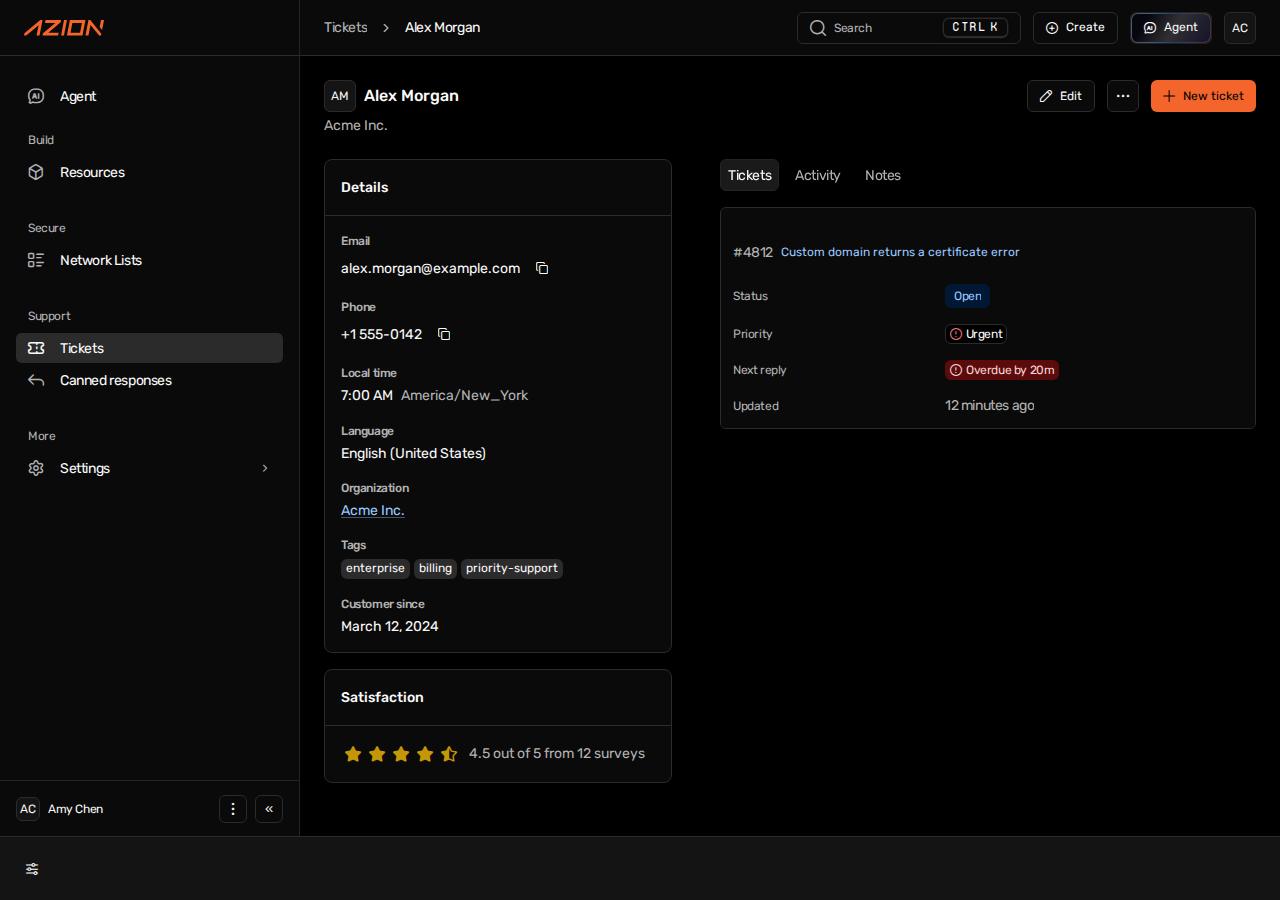 AZION
Tickets > Alex Morgan
Search
CTRL K
Create
Agent
AC
Agent
Build
Resources
Secure
Network Lists
Support
Tickets
Canned responses
More
Settings
Amy Chen
AC
AM
Alex Morgan
Acme Inc.
Edit
New ticket
Details
Email
alex.morgan@example.com
Phone
+1 555-0142
Local time
7:00 AM America/New_York
Language
English (United States)
Organization
Acme Inc.
Tags
enterprise billing priority-support
Customer since
March 12, 2024
Satisfaction
4.5 out of 5 from 12 surveys
Tickets Activity Notes
#4812 Custom domain returns a certificate error
Status Open
Priority Urgent
Next reply Overdue by 20m
Updated 12 minutes ago